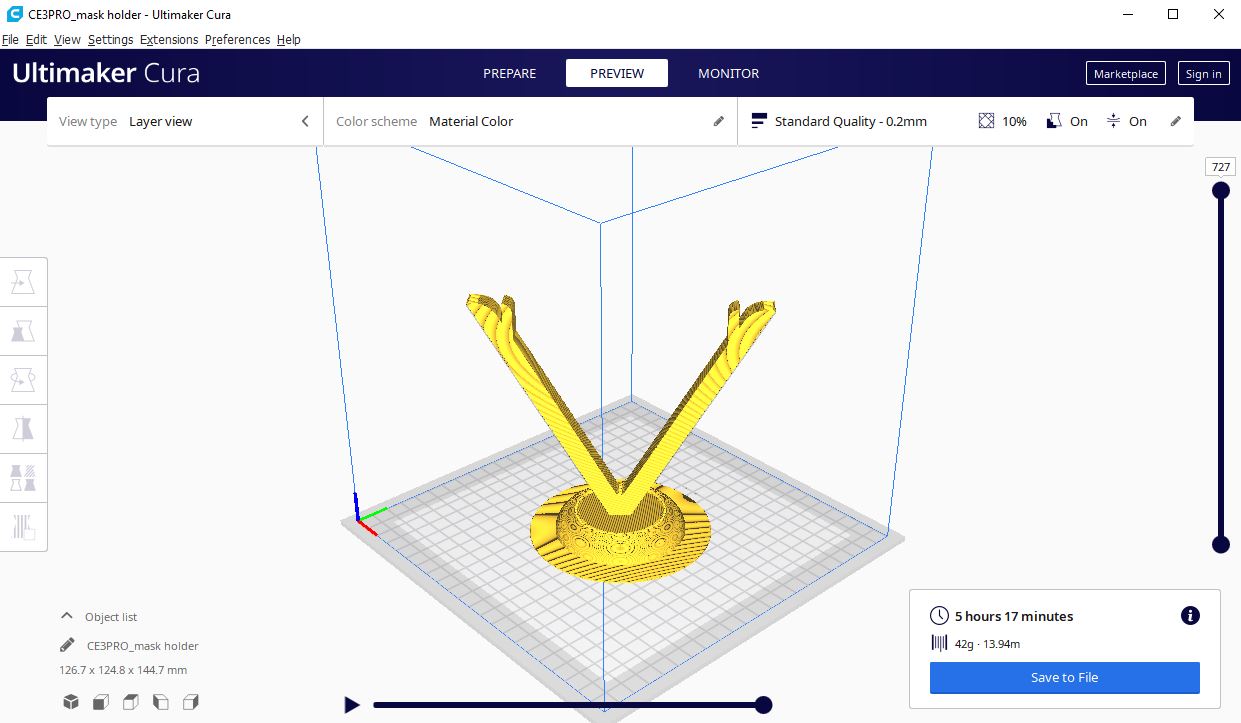 CE3PRO_mask holder - Ultimaker Cura
File Edit View Settings Extensions Preferences Help
Ultimaker Cura
PREPARE PREVIEW MONITOR
Marketplace Sign in
View type Layer view Color scheme Material Color Standard Quality - 0.2mm 10% On On
727
Object list
CE3PRO_mask holder
126.7 x 124.8 x 144.7 mm
5 hours 17 minutes
42g · 13.94m
Save to File